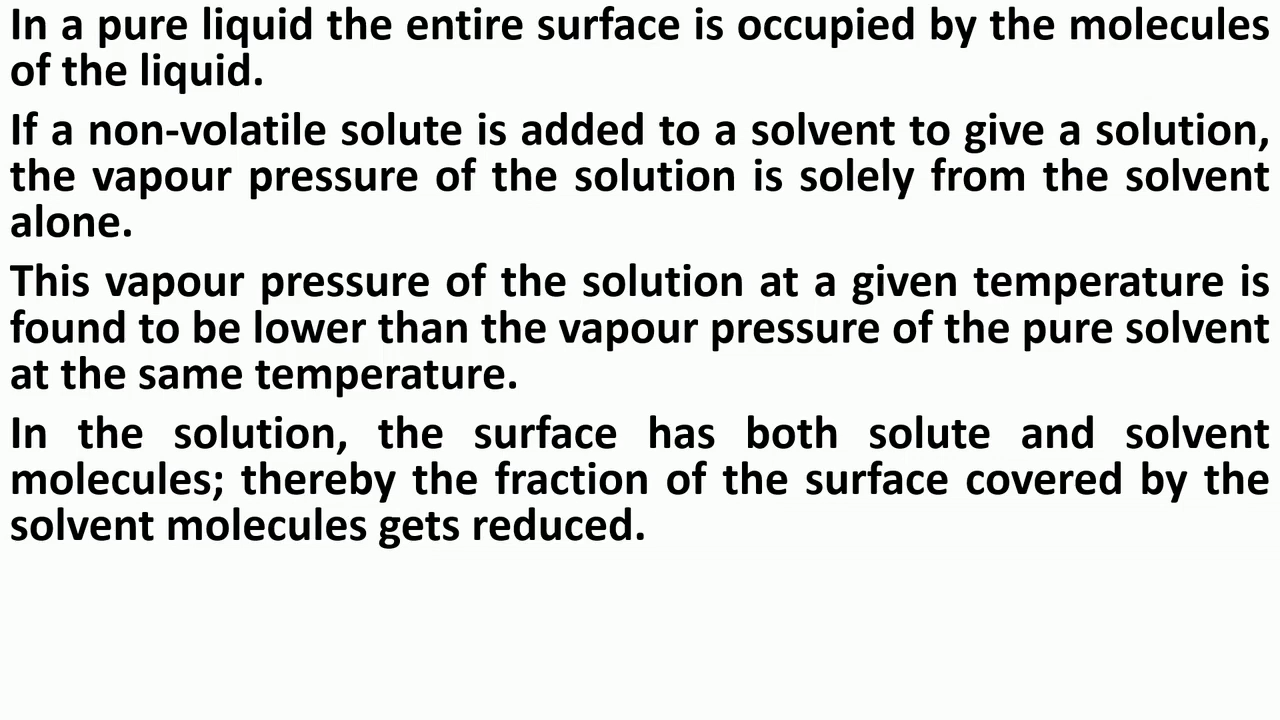 In a pure liquid the entire surface is occupied by the molecules
of the liquid.
If a non-volatile solute is added to a solvent to give a solution,
the vapour pressure of the solution is solely from the solvent
alone.
This vapour pressure of the solution at a given temperature is
found to be lower than the vapour pressure of the pure solvent
at the same temperature.
In the solution, the surface has both solute and solvent
molecules; thereby the fraction of the surface covered by the
solvent molecules gets reduced.